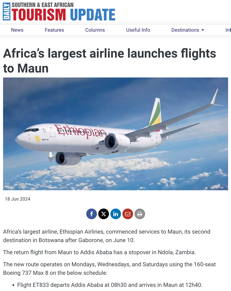 DAILY SOUTHERN & EAST AFRICAN
TOURISM UPDATE
News Features Columns Useful Info Destinations
Africa's largest airline launches flights
to Maun
Ethiopian
18 Jun 2024
Africa's largest airline, Ethiopian Airlines, commenced services to Maun, its second
destination in Botswana after Gaborone, on June 10.
The return flight from Maun to Addis Ababa has a stopover in Ndola, Zambia.
The new route operates on Mondays, Wednesdays, and Saturdays using the 160-seat
Boeing 737 Max 8 on the below schedule:
• Flight ET833 departs Addis Ababa at 08h30 and arrives in Maun at 12h40.